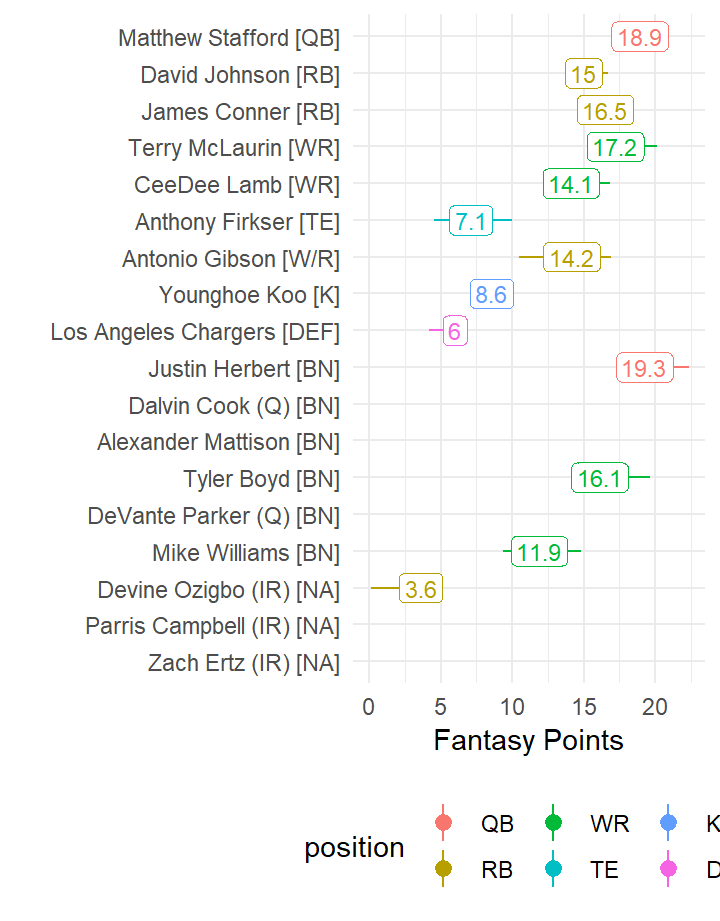 Matthew Stafford [QB] 18.9
David Johnson [RB] 15
James Conner [RB] 16.5
Terry McLaurin [WR] 17.2
CeeDee Lamb [WR] 14.1
Anthony Firkser [TE] 7.1
Antonio Gibson [W/R] 14.2
Younghoe Koo [K] 8.6
Los Angeles Chargers [DEF] 6
Justin Herbert [BN] 19.3
Dalvin Cook (Q) [BN]
Alexander Mattison [BN]
Tyler Boyd [BN] 16.1
DeVante Parker (Q) [BN]
Mike Williams [BN] 11.9
Devine Ozigbo (IR) [NA] 3.6
Parris Campbell (IR) [NA]
Zach Ertz (IR) [NA]
0 5 10 15 20
Fantasy Points
position
QB WR K
RB TE D